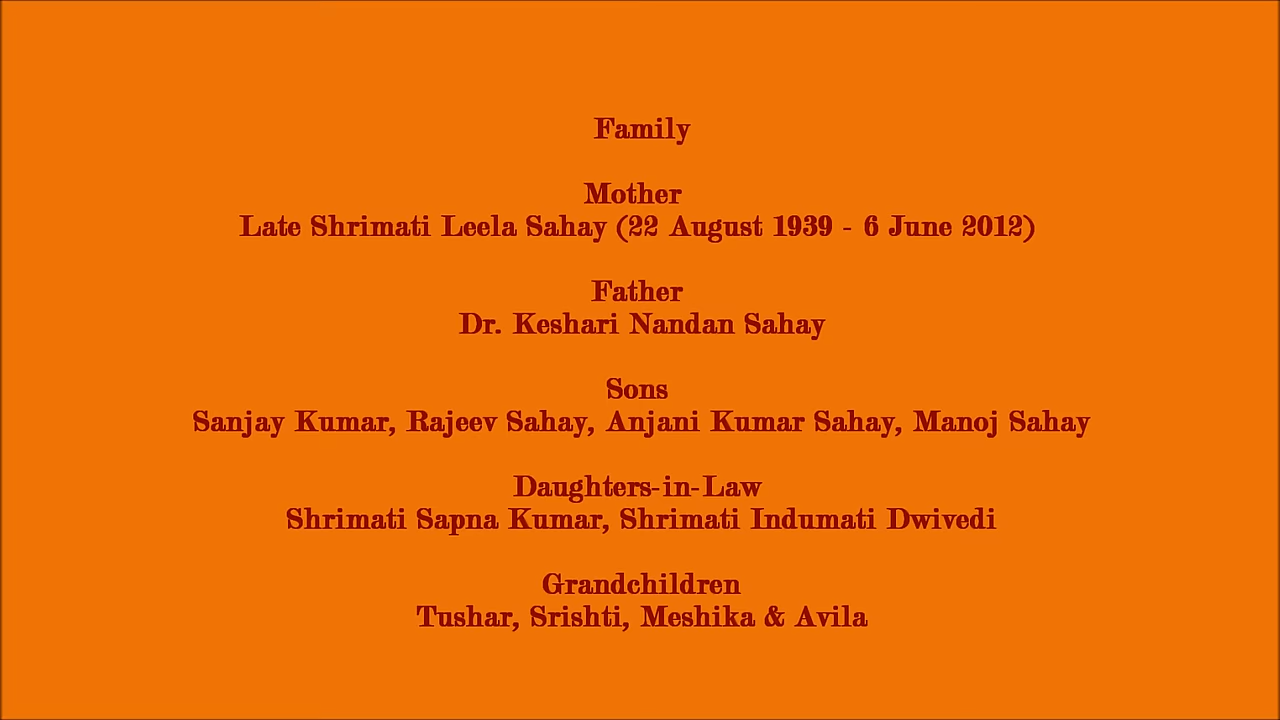 Family
Mother
Late Shrimati Leela Sahay (22 August 1939 - 6 June 2012)
Father
Dr. Keshari Nandan Sahay
Sons
Sanjay Kumar, Rajeev Sahay, Anjani Kumar Sahay, Manoj Sahay
Daughters-in-Law
Shrimati Sapna Kumar, Shrimati Indumati Dwivedi
Grandchildren
Tushar, Srishti, Meshika & Avila